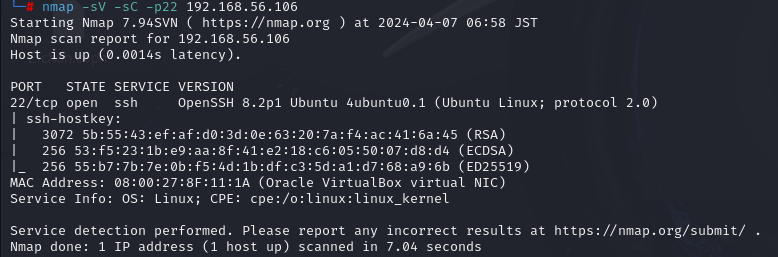 └─# nmap -sV -sC -p22 192.168.56.106
Starting Nmap 7.94SVN ( https://nmap.org ) at 2024-04-07 06:58 JST
Nmap scan report for 192.168.56.106
Host is up (0.0014s latency).

PORT   STATE SERVICE VERSION
22/tcp open  ssh     OpenSSH 8.2p1 Ubuntu 4ubuntu0.1 (Ubuntu Linux; protocol 2.0)
| ssh-hostkey:
|   3072 5b:55:43:ef:af:d0:3d:0e:63:20:7a:f4:ac:41:6a:45 (RSA)
|   256 53:f5:23:1b:e9:aa:8f:41:e2:18:c6:05:50:07:d8:d4 (ECDSA)
|_  256 55:b7:7b:7e:0b:f5:4d:1b:df:c3:5d:a1:d7:68:a9:6b (ED25519)
MAC Address: 08:00:27:8F:11:1A (Oracle VirtualBox virtual NIC)
Service Info: OS: Linux; CPE: cpe:/o:linux:linux_kernel

Service detection performed. Please report any incorrect results at https://nmap.org/submit/ .
Nmap done: 1 IP address (1 host up) scanned in 7.04 seconds